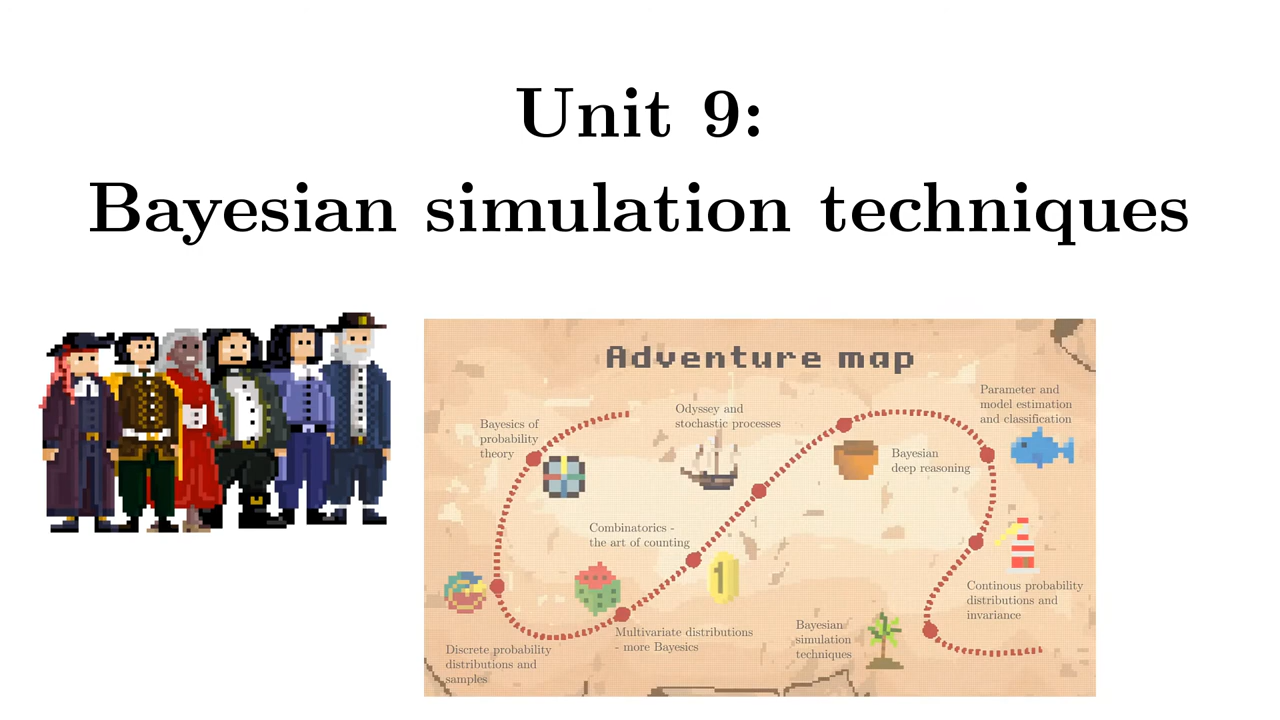 Unit 9:
Bayesian simulation techniques
Adventure map
Parameter and
model estimation
and classification
Odyssey and
stochastic processes
Bayesics of
probability
theory
Bayesian
deep reasoning
Combinatorics -
the art of counting
1
Continous probability
distributions and
invariance
Multivariate distributions
- more Bayesics
Bayesian
simulation
techniques
Discrete probability
distributions and
samples